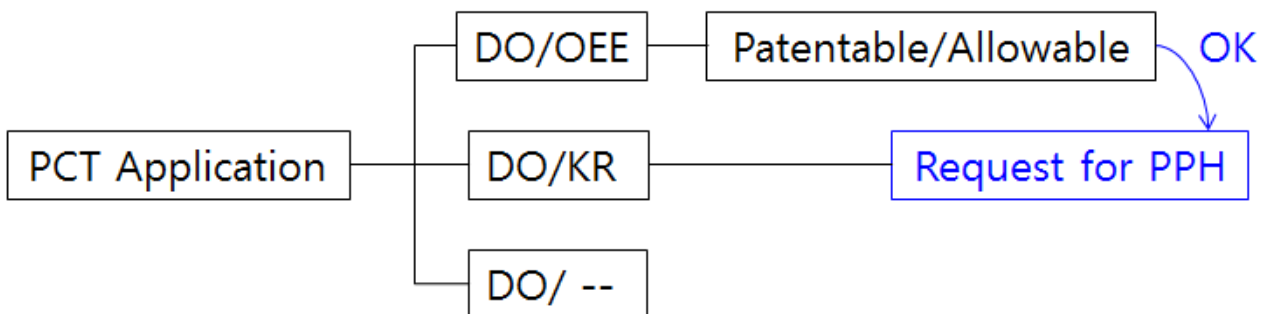 DO/OEE
Patentable/Allowable
OK
PCT Application
DO/KR
Request for PPH
DO/ --